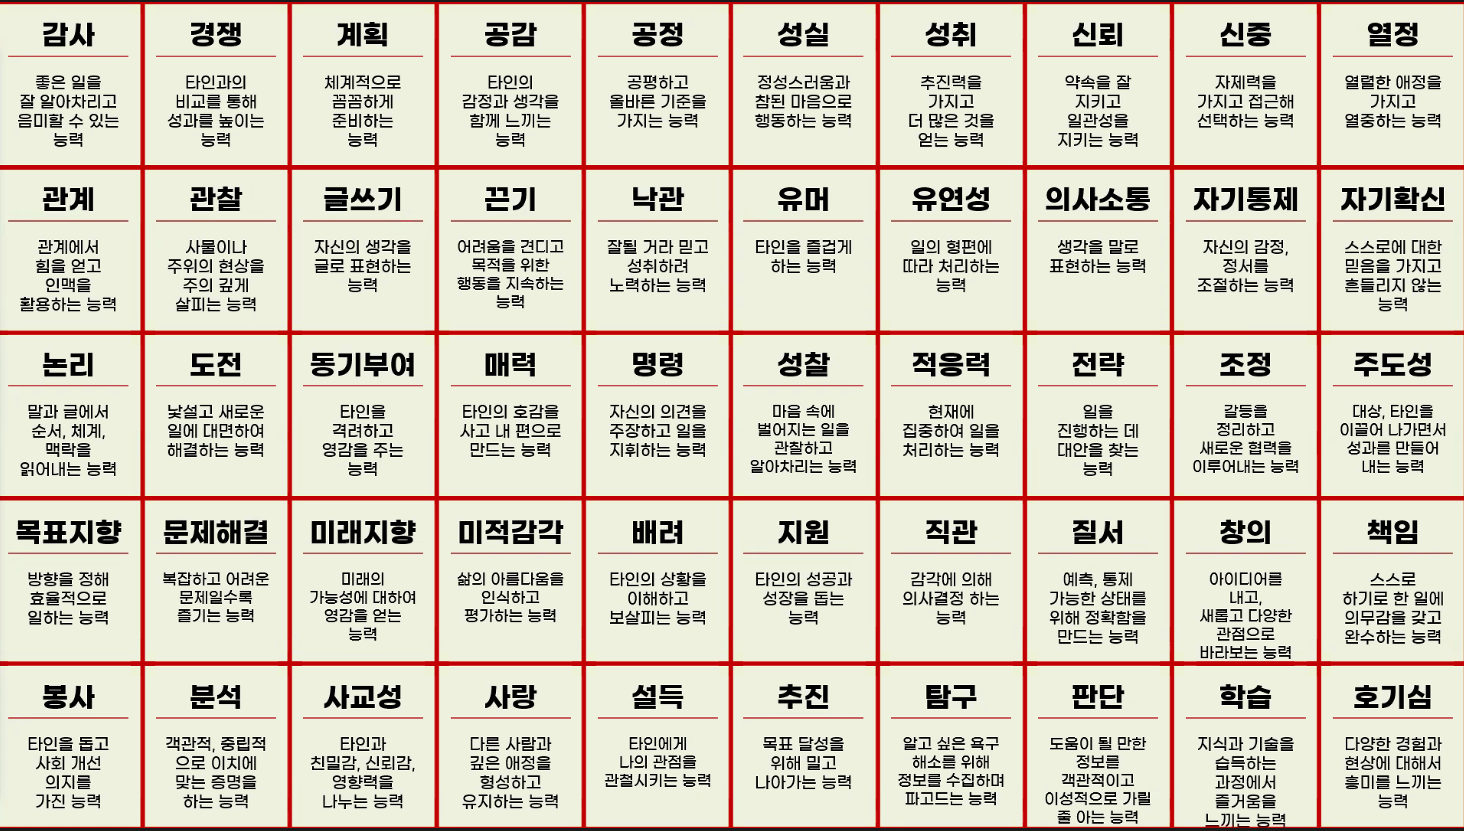 감사
좋은 일을
잘 알아차리고
음미할 수 있는
능력
경쟁
타인과의
비교를 통해
성과를 높이는
능력
계획
체계적으로
꼼꼼하게
준비하는
능력
공감
타인의
감정과 생각을
함께 느끼는
능력
공정
공평하고
올바른 기준을
가지는 능력
성실
정성스러움과
참된 마음으로
행동하는 능력
성취
추진력을
가지고
더 많은 것을
얻는 능력
신뢰
약속을 잘
지키고
일관성을
지키는 능력
신중
자제력을
가지고 접근해
선택하는 능력
열정
열렬한 애정을
가지고
열중하는 능력
관계
관계에서
힘을 얻고
인맥을
활용하는 능력
관찰
사물이나
주위의 현상을
주의 깊게
살피는 능력
글쓰기
자신의 생각을
글로 표현하는
능력
끈기
어려움을 견디고
목적을 위한
행동을 지속하는
능력
낙관
잘될 거라 믿고
성취하려
노력하는 능력
유머
타인을 즐겁게
하는 능력
유연성
일의 형편에
따라 처리하는
능력
의사소통
생각을 말로
표현하는 능력
자기통제
자신의 감정,
정서를
조절하는 능력
자기확신
스스로에 대한
믿음을 가지고
흔들리지 않는
능력
논리
말과 글에서
순서, 체계,
맥락을
읽어내는 능력
도전
낯설고 새로운
일에 대면하여
해결하는 능력
동기부여
타인을
격려하고
영감을 주는
능력
매력
타인의 호감을
사고 내 편으로
만드는 능력
명령
자신의 의견을
주장하고 일을
지휘하는 능력
성찰
마음 속에
벌어지는 일을
관찰하고
알아차리는 능력
적응력
현재에
집중하여 일을
처리하는 능력
전략
일을
진행하는 데
대안을 찾는
능력
조정
갈등을
정리하고
새로운 협력을
이루어내는 능력
주도성
대상, 타인을
이끌어 나가면서
성과를 만들어
내는 능력
목표지향
방향을 정해
효율적으로
일하는 능력
문제해결
복잡하고 어려운
문제일수록
즐기는 능력
미래지향
미래의
가능성에 대하여
영감을 얻는
능력
미적감각
삶의 아름다움을
인식하고
평가하는 능력
배려
타인의 상황을
이해하고
보살피는 능력
지원
타인의 성공과
성장을 돕는
능력
직관
감각에 의해
의사결정 하는
능력
질서
예측, 통제
가능한 상태를
위해 정확함을
만드는 능력
창의
아이디어를
내고,
새롭고 다양한
관점으로
바라보는 능력
책임
스스로
하기로 한 일에
의무감을 갖고
완수하는 능력
봉사
타인을 돕고
사회 개선
의지를
가진 능력
분석
객관적, 중립적
으로 이치에
맞는 증명을
하는 능력
사교성
타인과
친밀감, 신뢰감,
영향력을
나누는 능력
사랑
다른 사람과
깊은 애정을
형성하고
유지하는 능력
설득
타인에게
나의 관점을
관철시키는 능력
추진
목표 달성을
위해 밀고
나아가는 능력
탐구
알고 싶은 욕구
해소를 위해
정보를 수집하며
파고드는 능력
판단
도움이 될 만한
정보를
객관적이고
이성적으로 가릴
줄 아는 능력
학습
지식과 기술을
습득하는
과정에서
즐거움을
느끼는 능력
호기심
다양한 경험과
현상에 대해서
흥미를 느끼는
능력